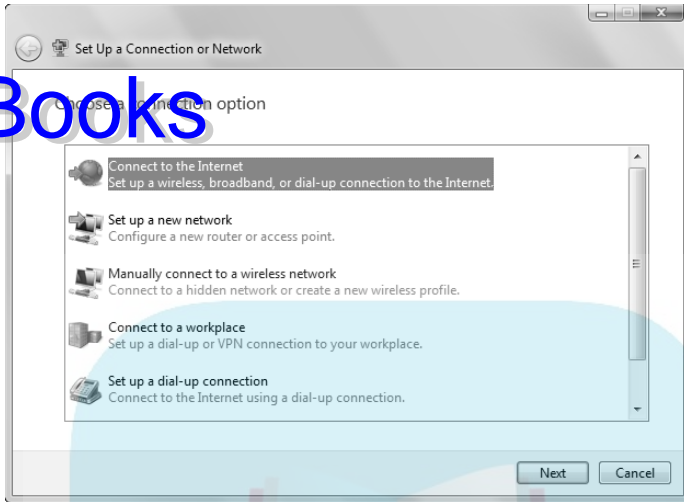 Set Up a Connection or Network
Books
Choose a connection option
Connect to the Internet
Set up a wireless, broadband, or dial-up connection to the Internet.
Set up a new network
Configure a new router or access point.
Manually connect to a wireless network
Connect to a hidden network or create a new wireless profile.
Connect to a workplace
Set up a dial-up or VPN connection to your workplace.
Set up a dial-up connection
Connect to the Internet using a dial-up connection.
Next Cancel